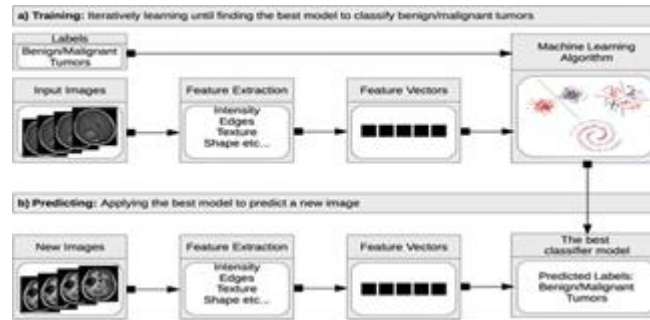 a) Training: Iteratively learning until finding the best model to classify benign/malignant tumors
Labels
Benign/Malignant
Tumors
Machine Learning
Algorithm
Input Images
Feature Extraction
Intensity
Edges
Texture
Shape etc...
Feature Vectors
b) Predicting: Applying the best model to predict a new image
New Images
Feature Extraction
Intensity
Edges
Texture
Shape etc...
Feature Vectors
The best
classifier model
Predicted Labels:
Benign/Malignant
Tumors